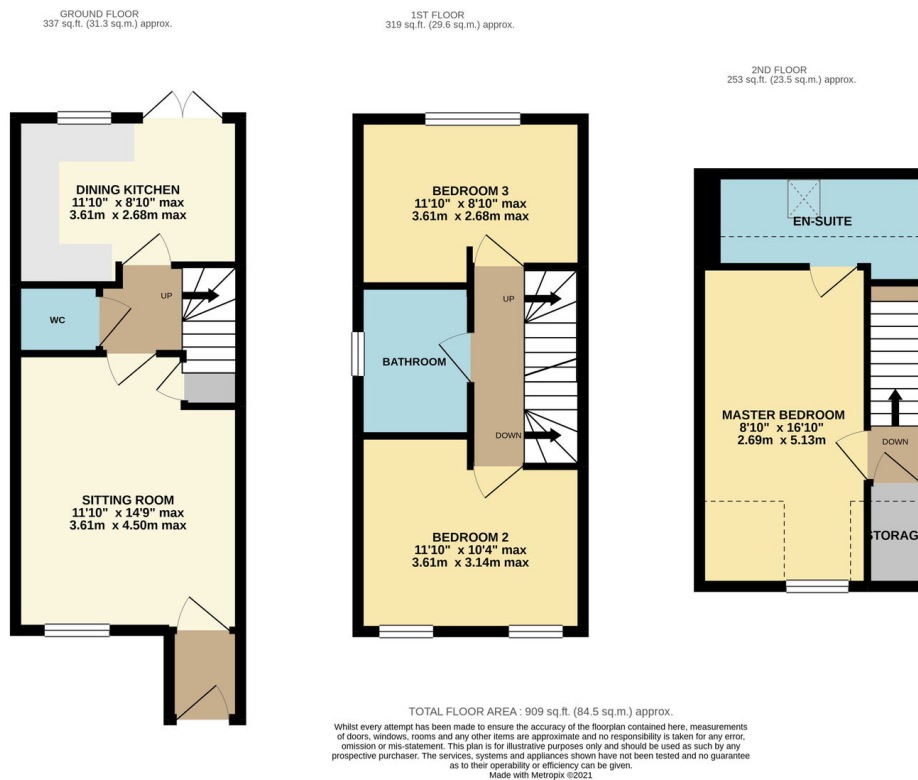 GROUND FLOOR
337 sq.ft. (31.3 sq.m.) approx.
1ST FLOOR
319 sq.ft. (29.6 sq.m.) approx.
2ND FLOOR
253 sq.ft. (23.5 sq.m.) approx.
DINING KITCHEN
11'10" x 8'10" max
3.61m x 2.68m max
UP
WC
SITTING ROOM
11'10" x 14'9" max
3.61m x 4.50m max
BEDROOM 3
11'10" x 8'10" max
3.61m x 2.68m max
UP
BATHROOM
DOWN
BEDROOM 2
11'10" x 10'4" max
3.61m x 3.14m max
EN-SUITE
MASTER BEDROOM
8'10" x 16'10"
2.69m x 5.13m
DOWN
STORAG
TOTAL FLOOR AREA : 909 sq.ft. (84.5 sq.m.) approx.
Whilst every attempt has been made to ensure the accuracy of the floorplan contained here, measurements
of doors, windows, rooms and any other items are approximate and no responsibility is taken for any error,
omission or mis-statement. This plan is for illustrative purposes only and should be used as such by any
prospective purchaser. The services, systems and appliances shown have not been tested and no guarantee
as to their operability or efficiency can be given.
Made with Metropix ©2021